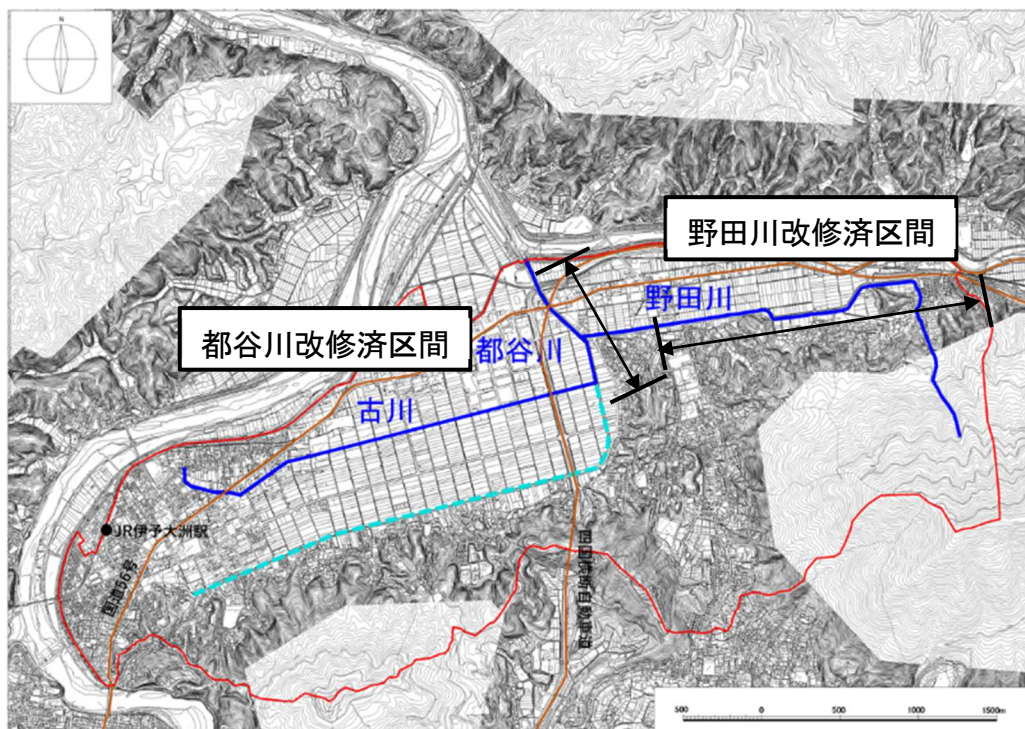 N
野田川改修済区間
野田川
都谷川改修済区間
都谷川
古川
JR伊予大洲駅
国道56号
四国横断自動車道
500 0 500 1000 1500m